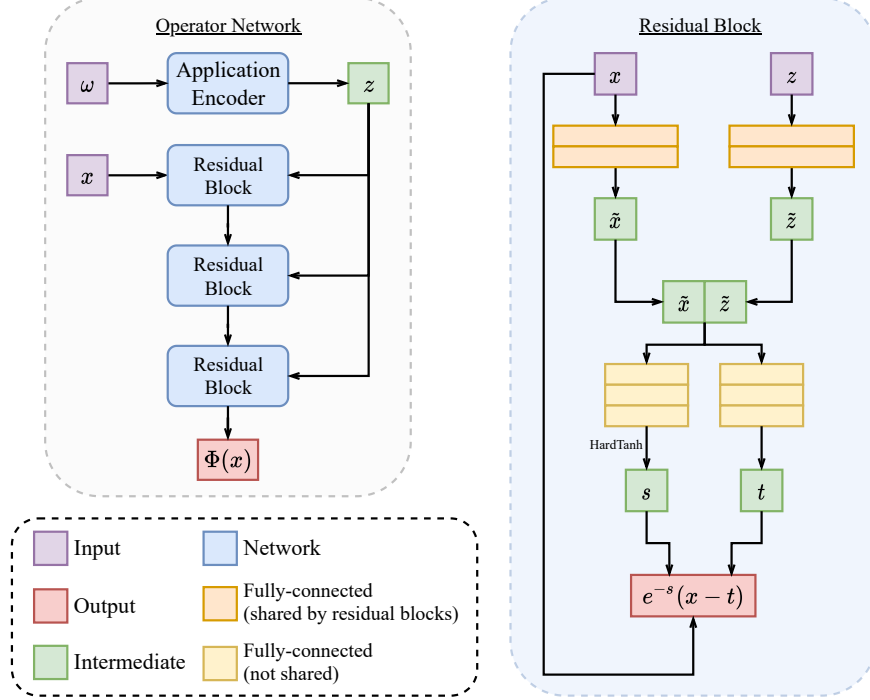 Operator Network
ω
Application
Encoder
z
x
Residual
Block
Residual
Block
Residual
Block
Φ(x)
Input
Network
Output
Fully-connected
(shared by residual blocks)
Intermediate
Fully-connected
(not shared)
Residual Block
x
z
x̃
z̃
x̃ z̃
HardTanh
s
t
e⁻ˢ(x − t)